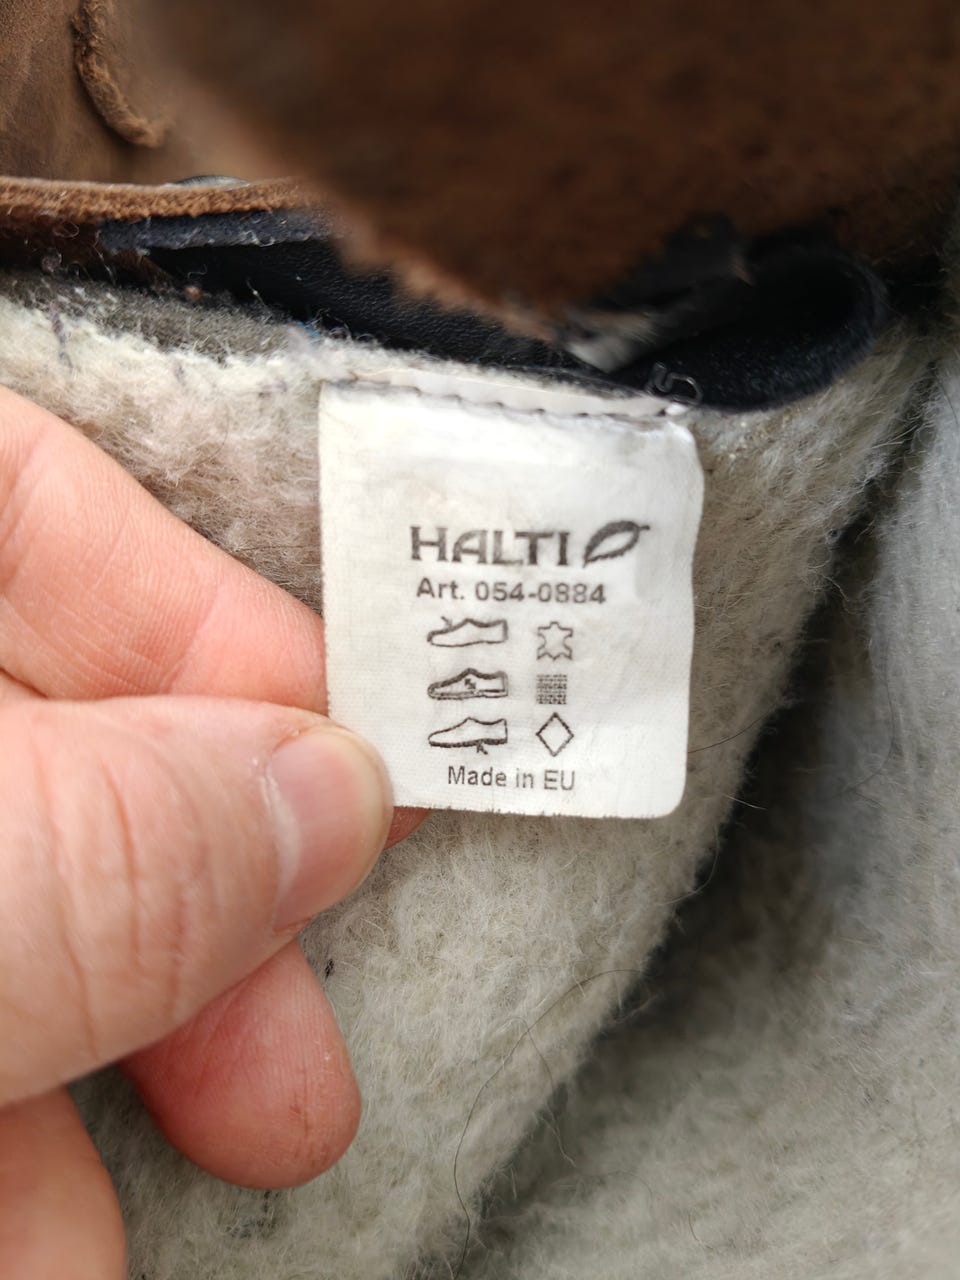 HALTI
Art. 054-0884
Made in EU